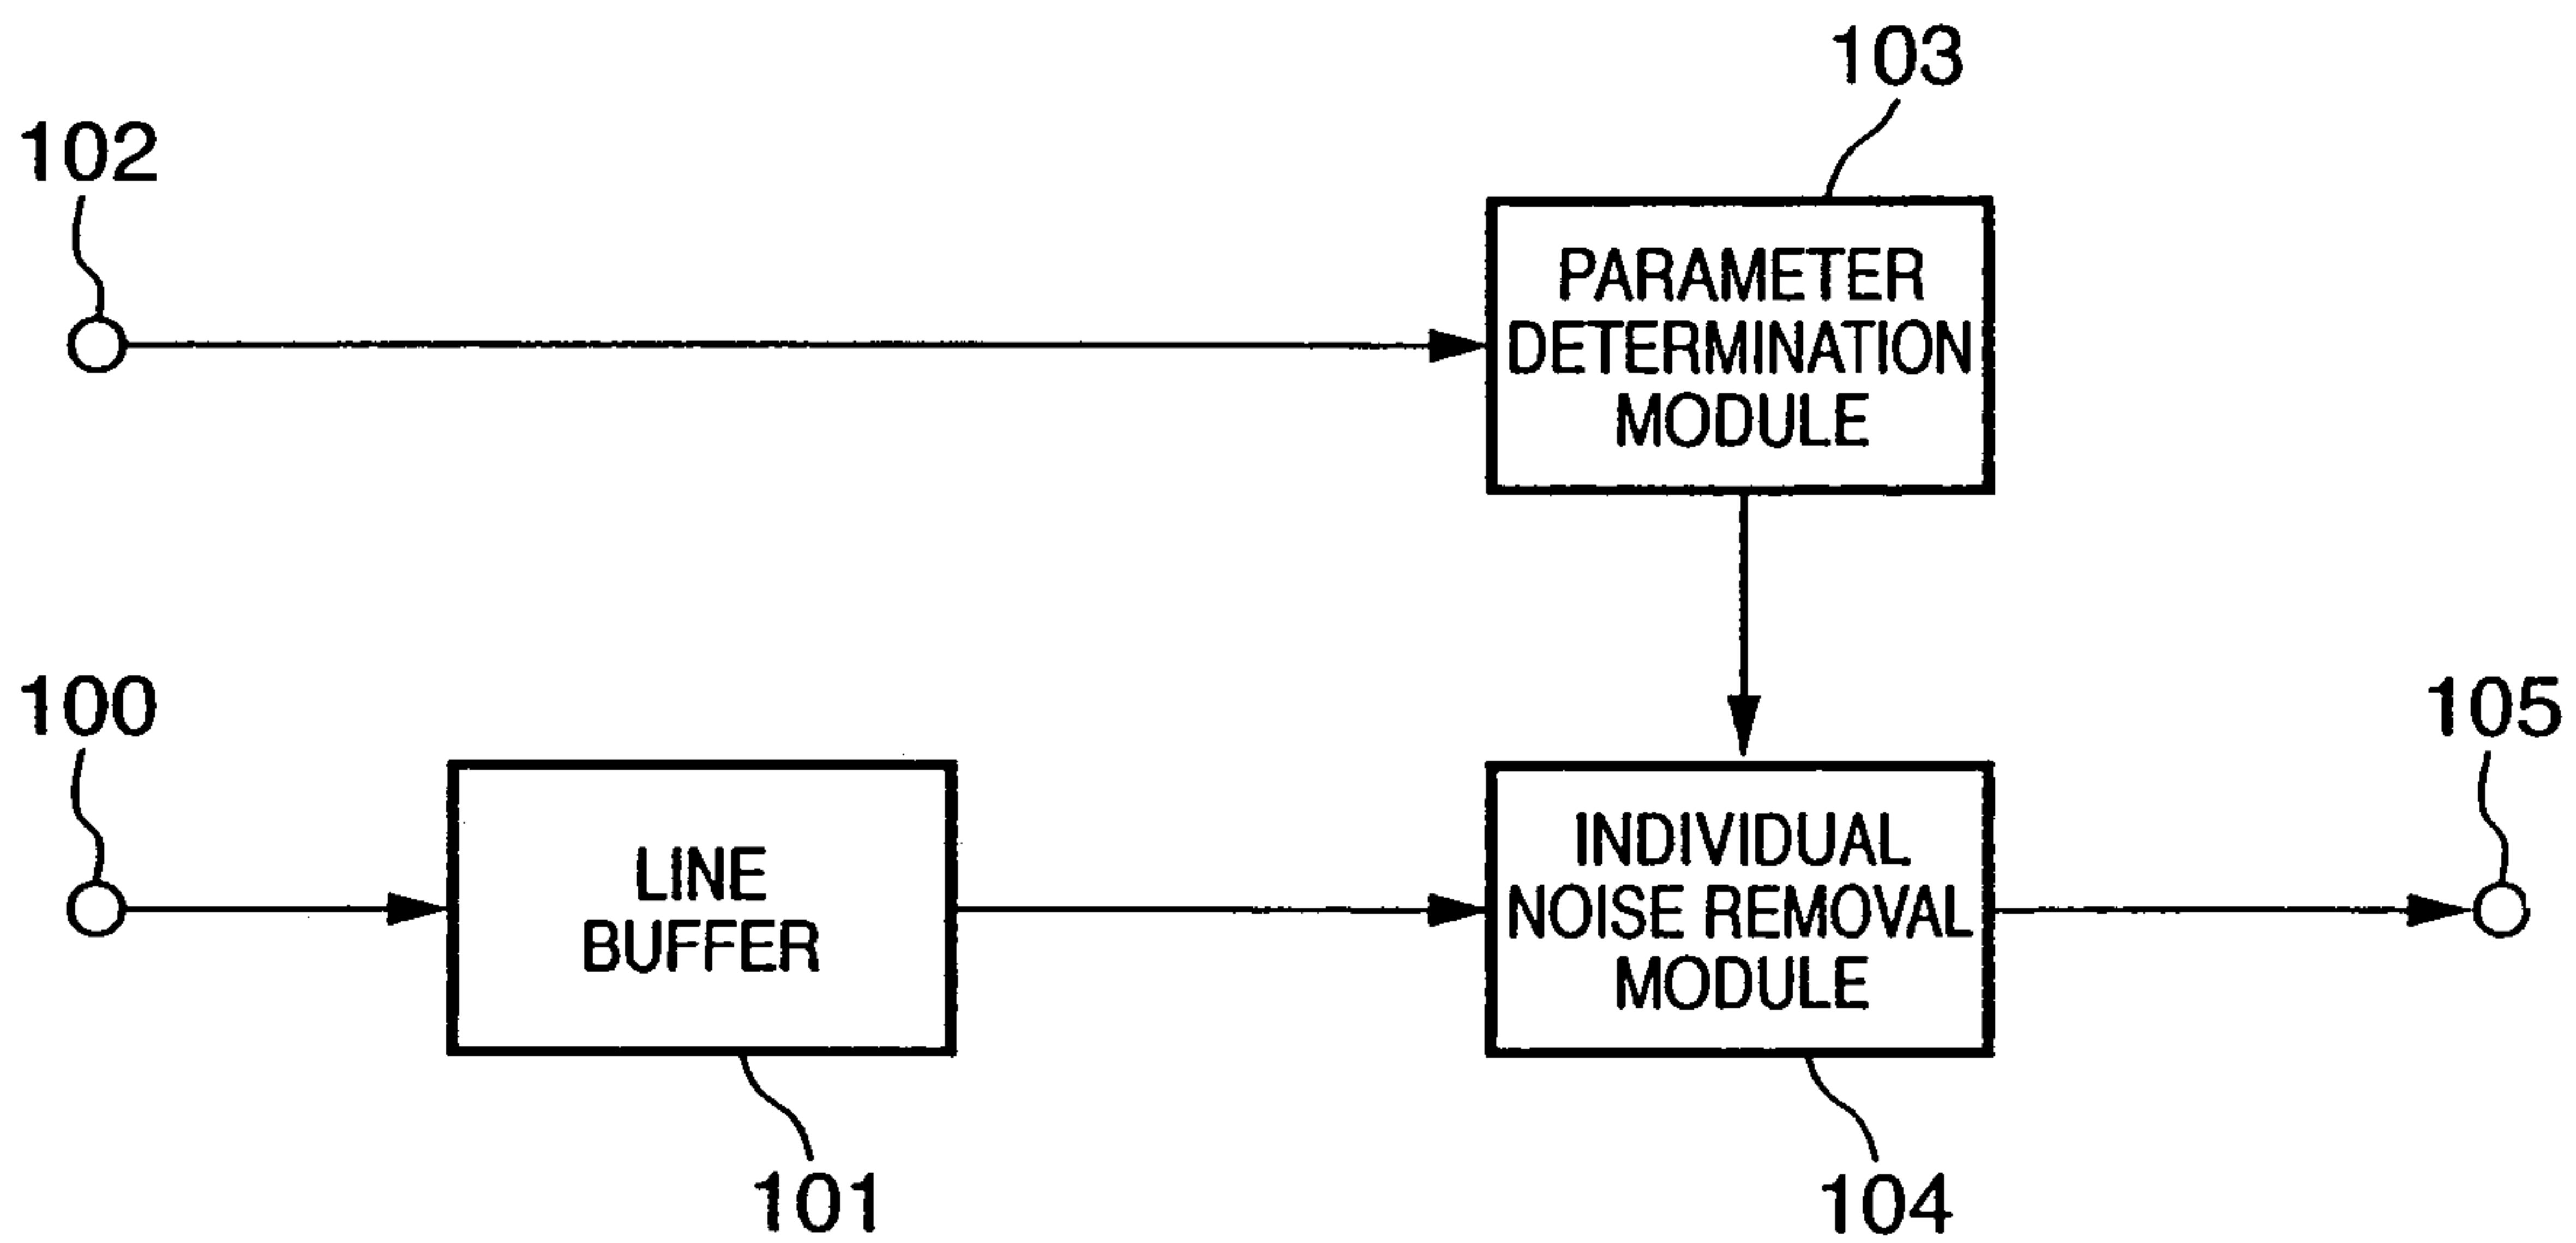 103
102
PARAMETER
DETERMINATION
MODULE
100
105
LINE
BUFFER
INDIVIDUAL
NOISE REMOVAL
MODULE
101
104